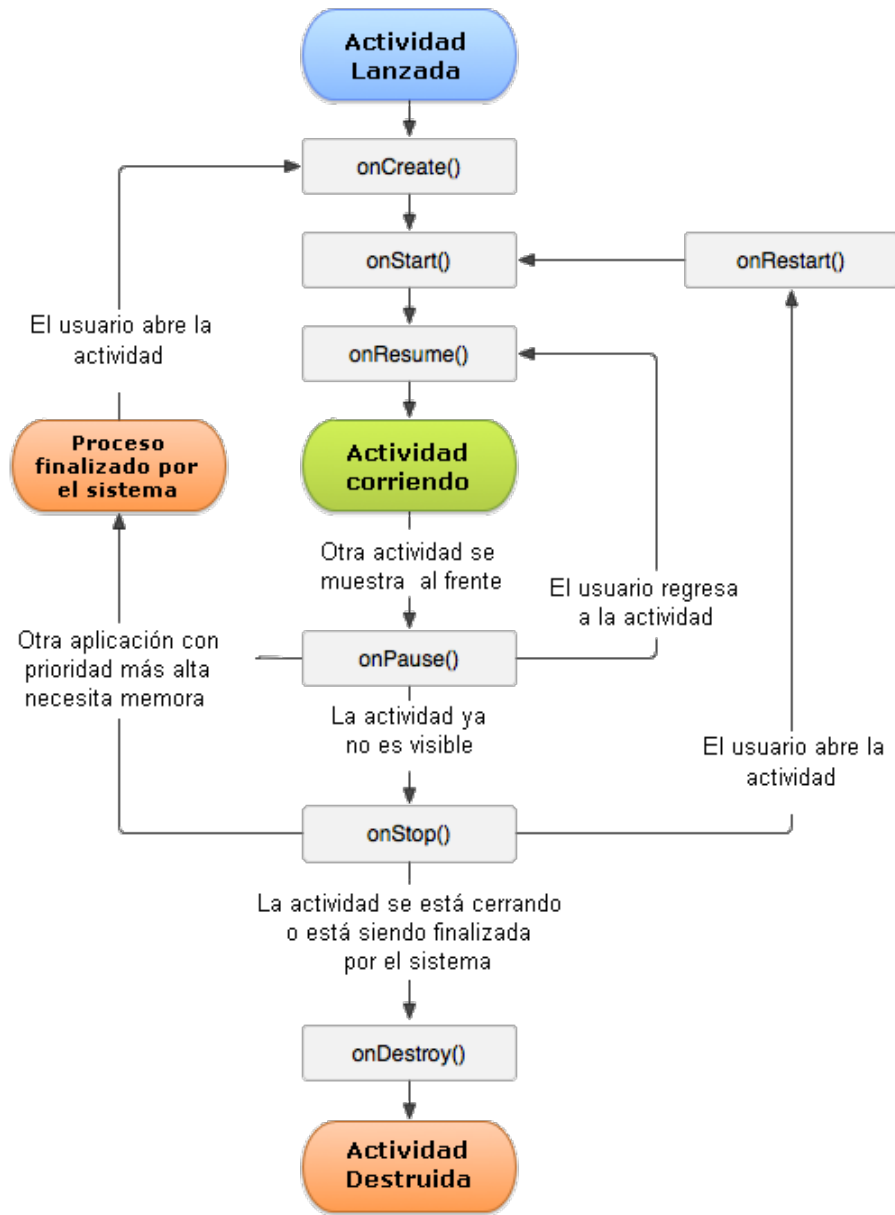 Actividad
Lanzada
onCreate()
onStart()
onRestart()
El usuario abre la
actividad
onResume()
Proceso
finalizado por
el sistema
Actividad
corriendo
Otra actividad se
muestra al frente
El usuario regresa
a la actividad
Otra aplicación con
prioridad más alta
necesita memora
onPause()
La actividad ya
no es visible
El usuario abre la
actividad
onStop()
La actividad se está cerrando
o está siendo finalizada
por el sistema
onDestroy()
Actividad
Destruida